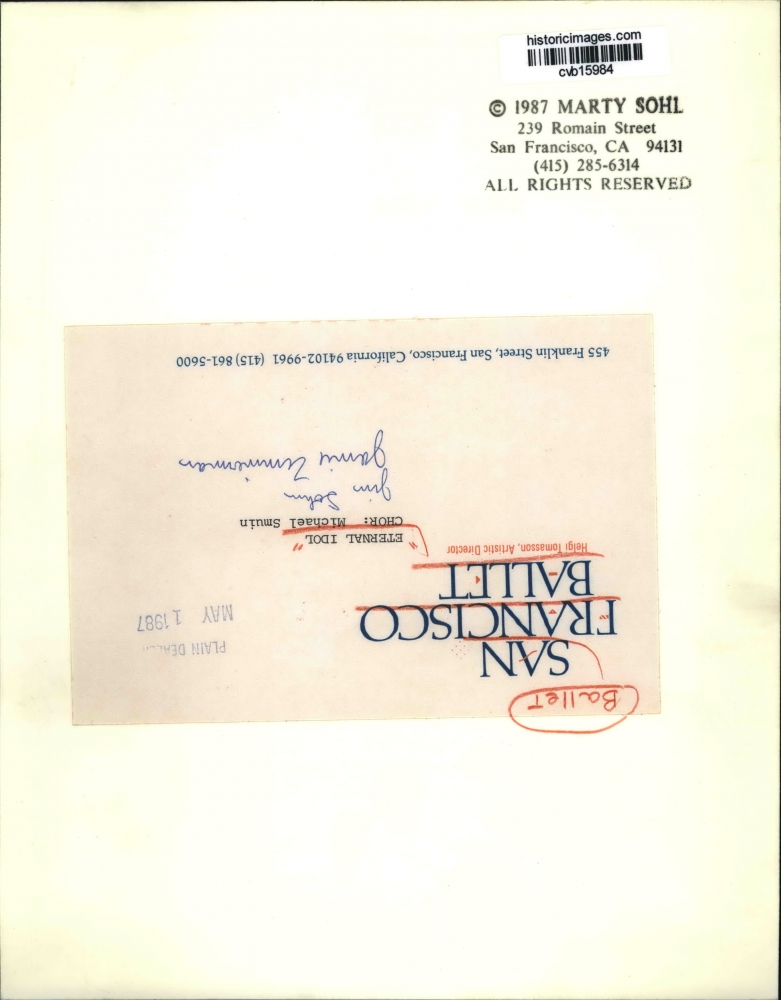 historicimages.com
cvb15984
© 1987 MARTY SOHL
239 Romain Street
San Francisco, CA 94131
(415) 285-6314
ALL RIGHTS RESERVED
Ballet
SAN
FRANCISCO
BALLET
Helgi Tomasson, Artistic Director
PLAIN
MAY 1 1987
"ETERNAL IDOL"
CHOR: Michael Smuin
Jim Sohm
Jamie Zimmerman
455 Franklin Street, San Francisco, California 94102-9961 (415) 861-5600